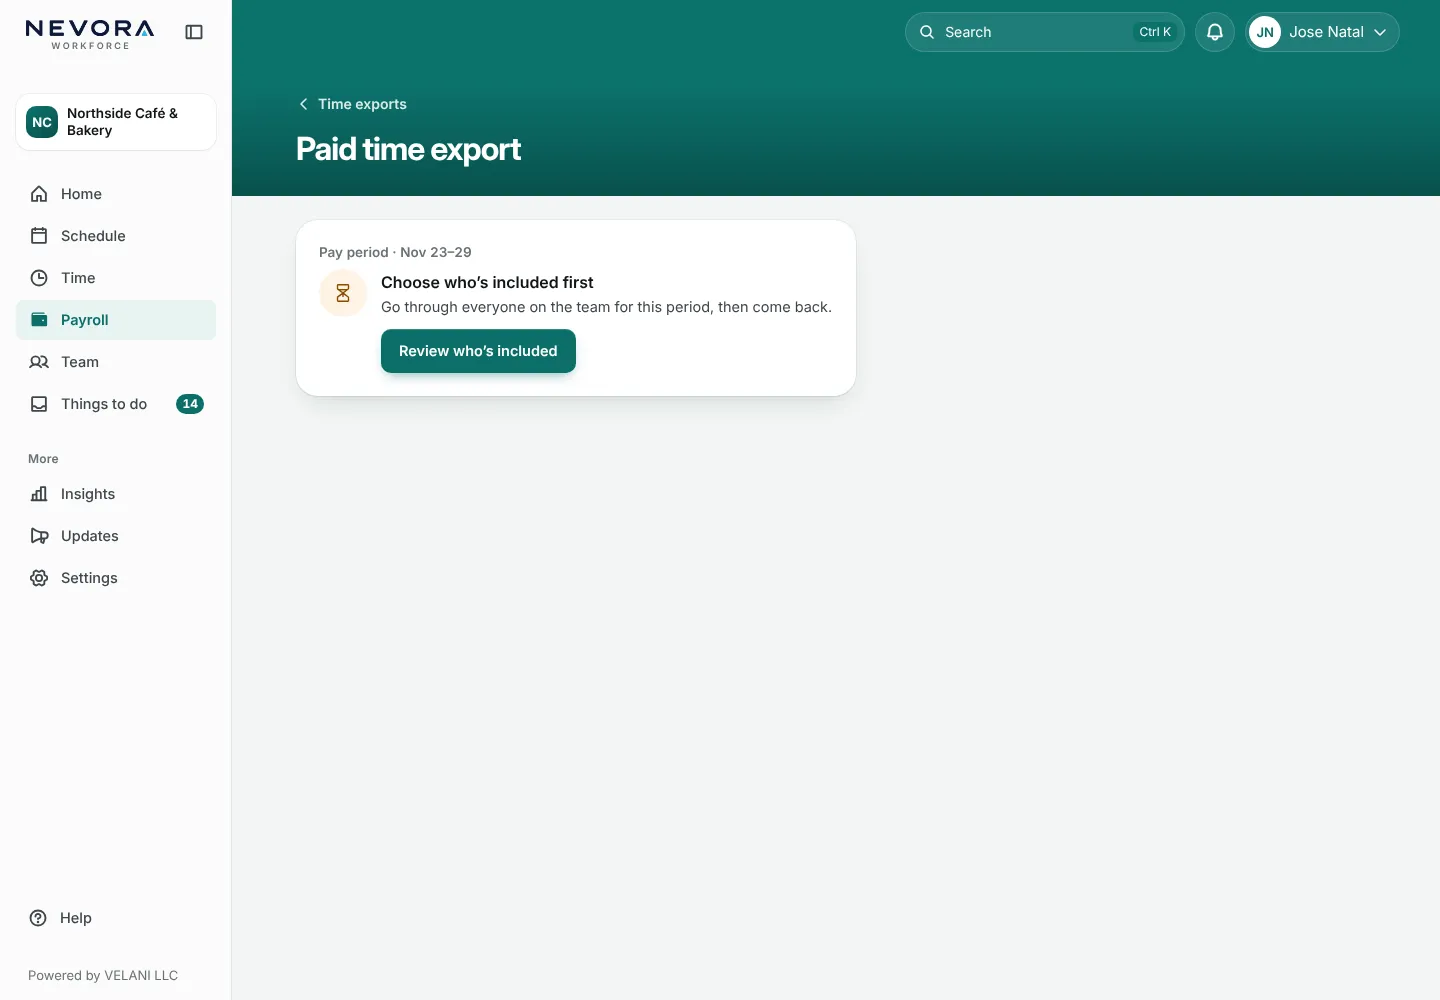 NEVORA
WORKFORCE
Search
Ctrl K
JN
Jose Natal
NC
Northside Café &
Bakery
Home
Schedule
Time
Payroll
Team
Things to do
14
More
Insights
Updates
Settings
Help
Powered by VELANI LLC
Time exports
Paid time export
Pay period · Nov 23–29
Choose who’s included first
Go through everyone on the team for this period, then come back.
Review who’s included